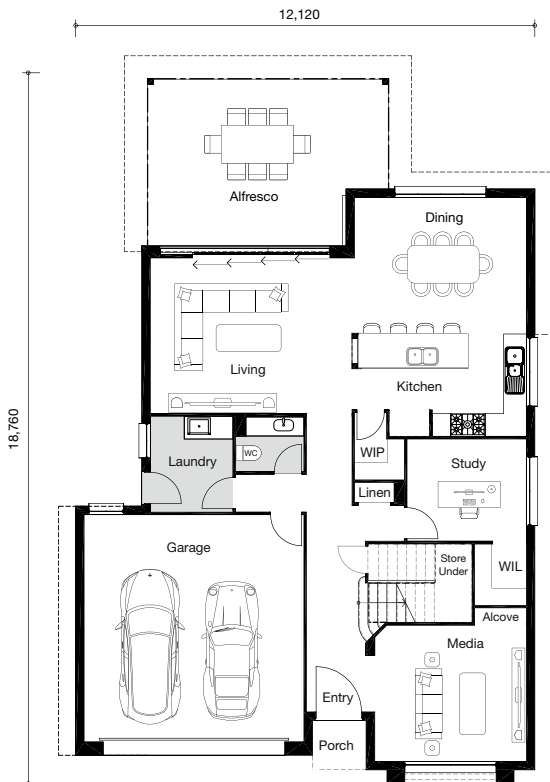 12,120
Alfresco
Dining
Living
Kitchen
18,760
Laundry
WC
WIP
Study
Linen
Garage
Store
Under
WIL
Alcove
Media
Entry
Porch